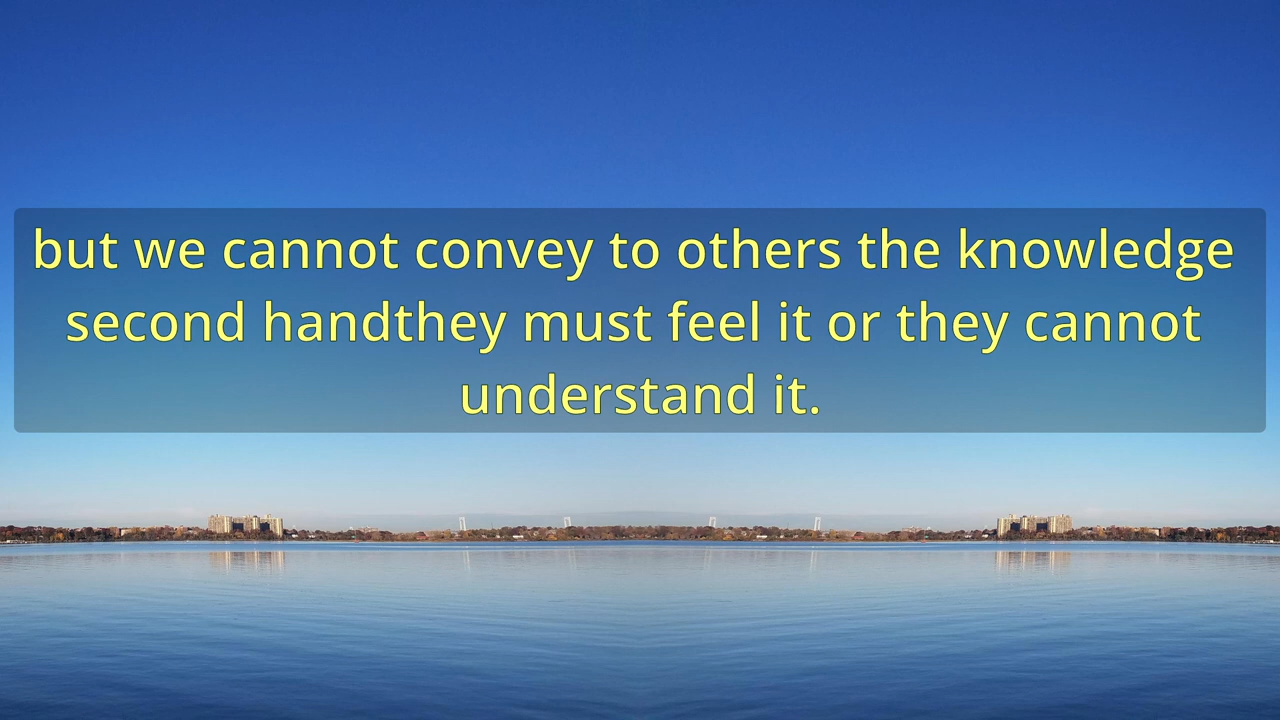 but we cannot convey to others the knowledge
second handthey must feel it or they cannot
understand it.